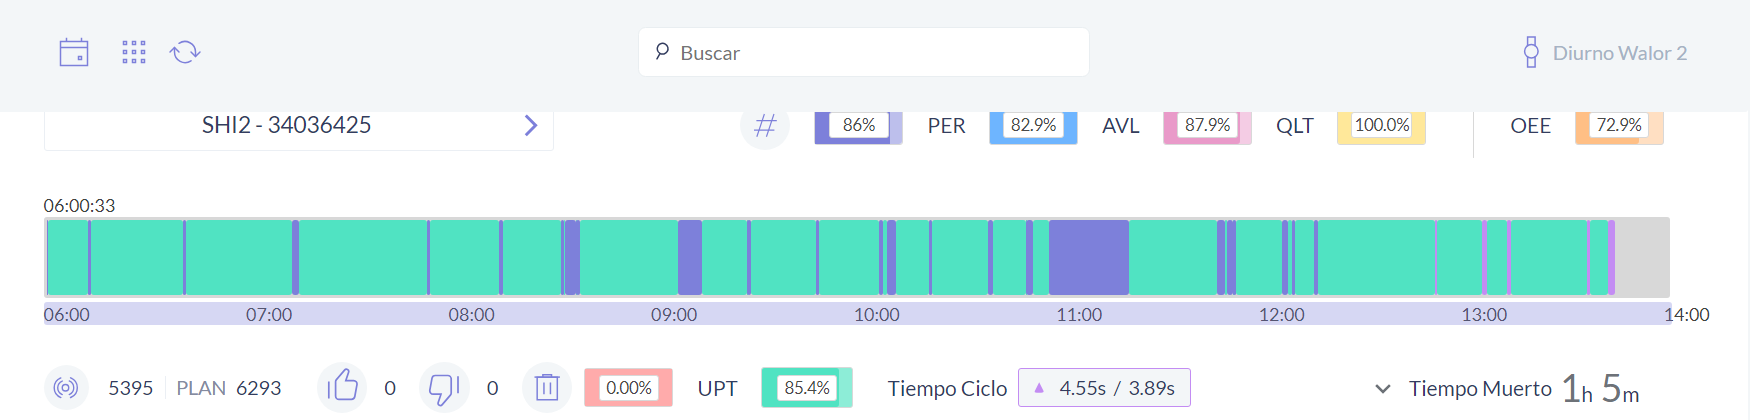 Buscar
Diurno Walor 2
SHI2 - 34036425
86% PER 82.9% AVL 87.9% QLT 100.0% OEE 72.9%
06:00:33
06:00 07:00 08:00 09:00 10:00 11:00 12:00 13:00 14:00
5395 PLAN 6293 0 0 0.00% UPT 85.4% Tiempo Ciclo ▲ 4.55s / 3.89s Tiempo Muerto 1h 5m